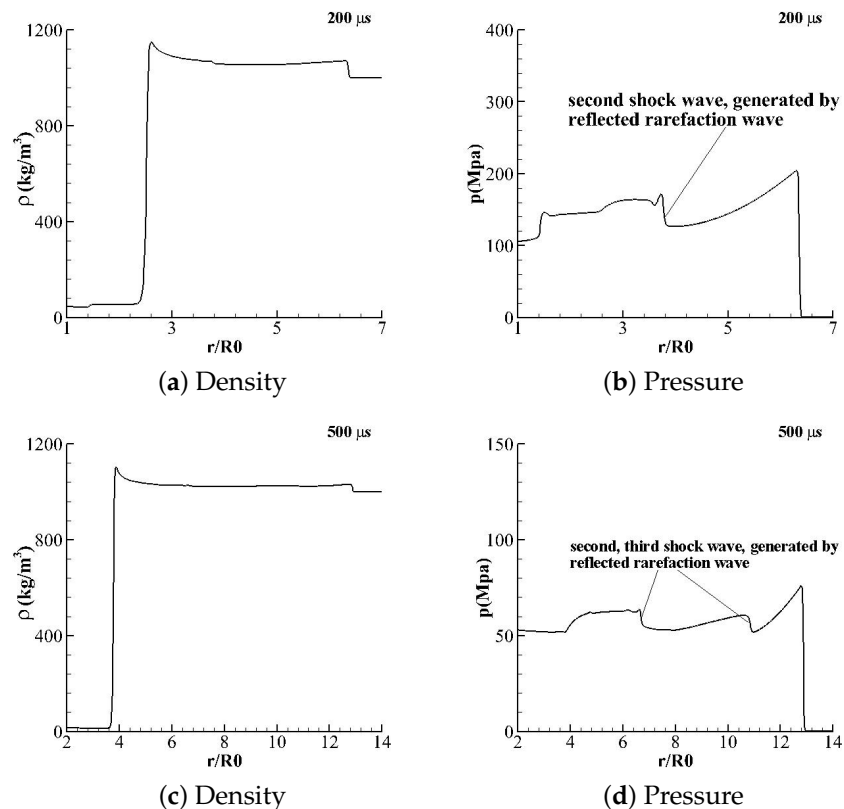 200 μs
1200
800
400
0
ρ (kg/m³)
1 3 5 7
r/R0
(a) Density
200 μs
400
300
200
100
0
p(Mpa)
second shock wave, generated by
reflected rarefaction wave
1 3 5 7
r/R0
(b) Pressure
500 μs
1200
800
400
0
ρ (kg/m³)
2 4 6 8 10 12 14
r/R0
(c) Density
500 μs
150
100
50
0
p(Mpa)
second, third shock wave, generated by
reflected rarefaction wave
2 4 6 8 10 12 14
r/R0
(d) Pressure